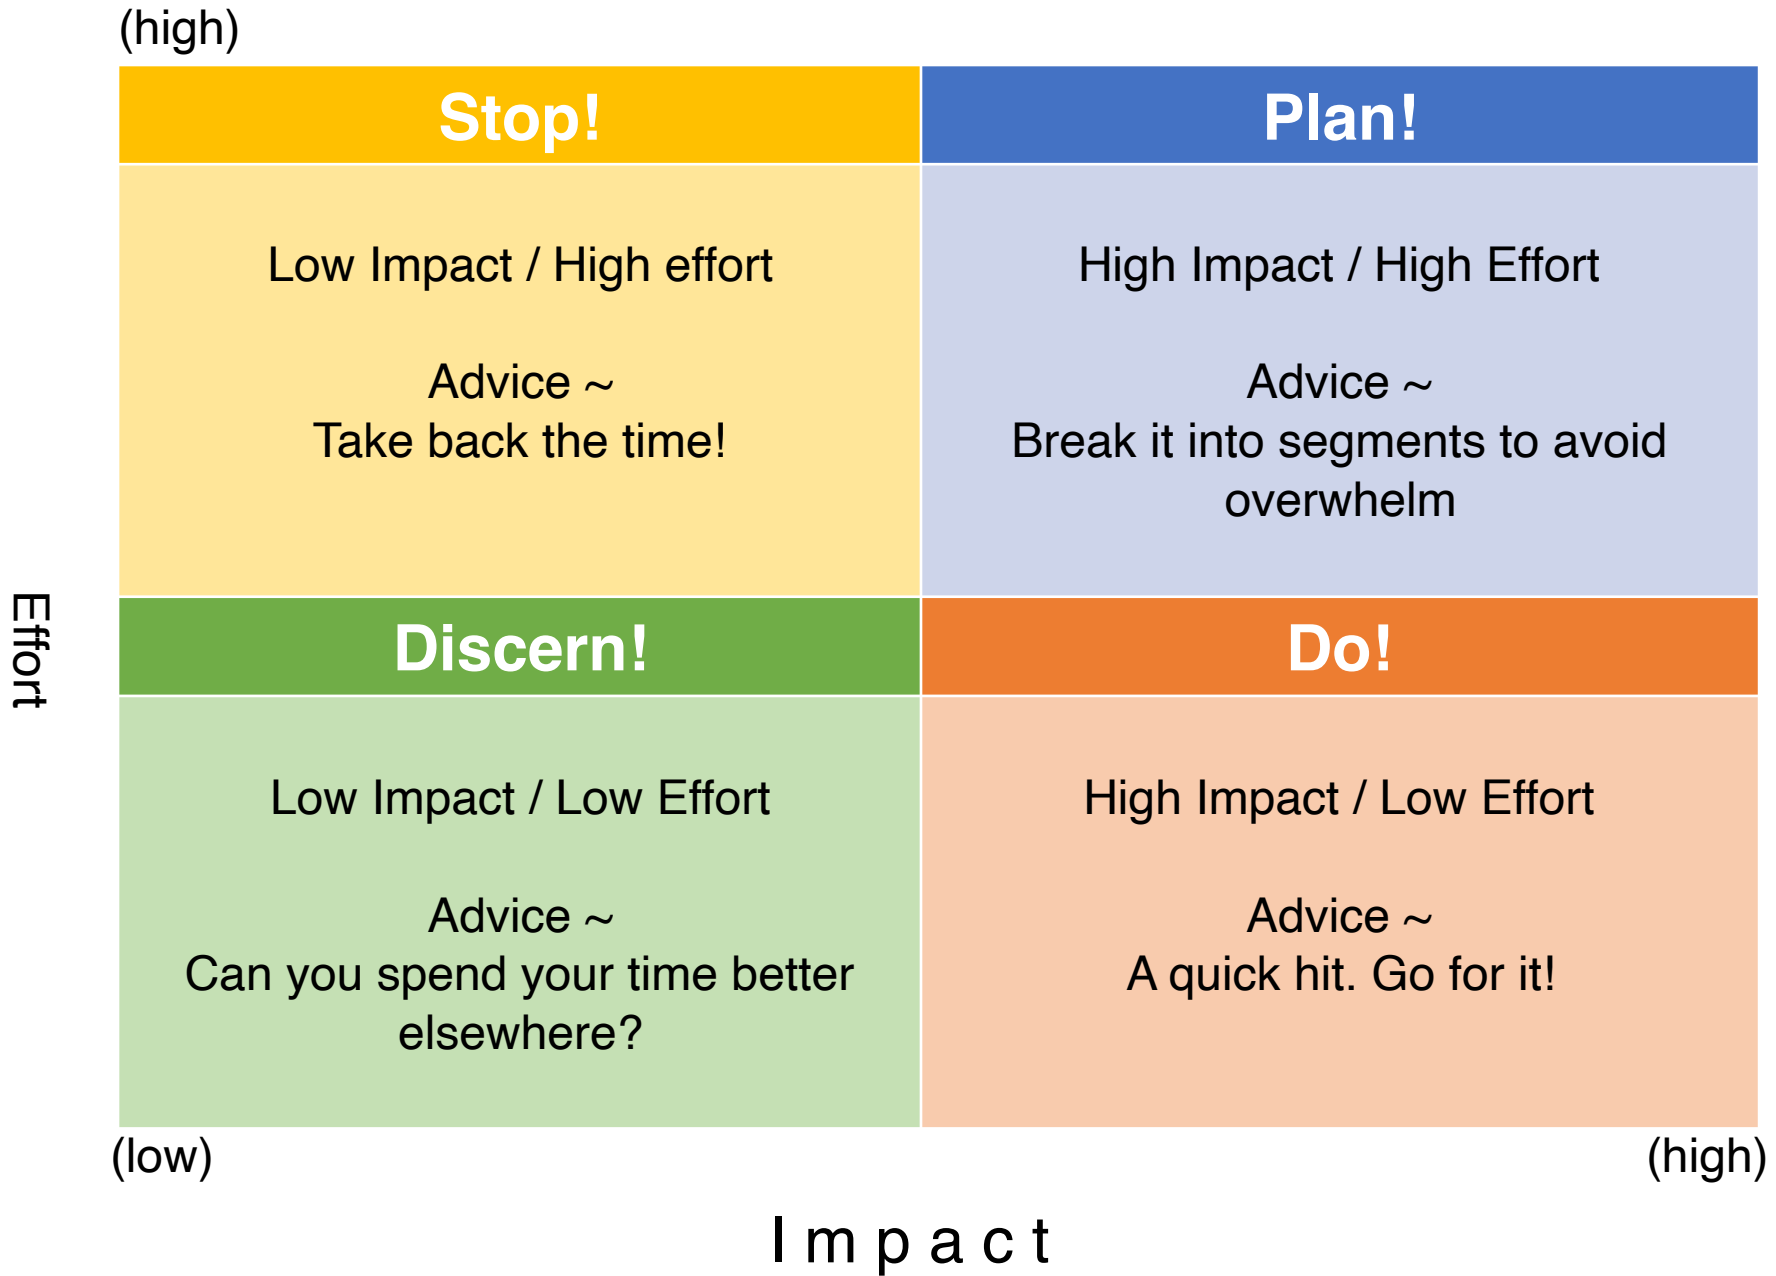 (high)
Stop!
Low Impact / High effort
Advice ~
Take back the time!
Plan!
High Impact / High Effort
Advice ~
Break it into segments to avoid
overwhelm
Effort
Discern!
Low Impact / Low Effort
Advice ~
Can you spend your time better
elsewhere?
Do!
High Impact / Low Effort
Advice ~
A quick hit. Go for it!
(low)
(high)
Impact